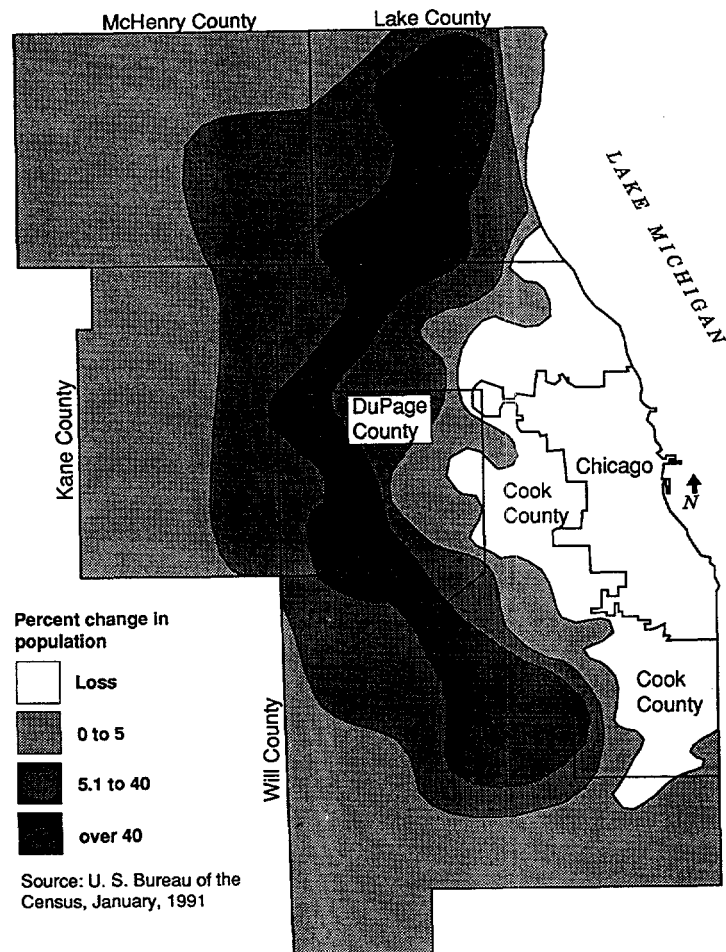 McHenry County
Lake County
LAKE MICHIGAN
Kane County
DuPage
County
Chicago
N
Cook
County
Cook
County
Will County
Percent change in
population
Loss
0 to 5
5.1 to 40
over 40
Source: U. S. Bureau of the
Census, January, 1991